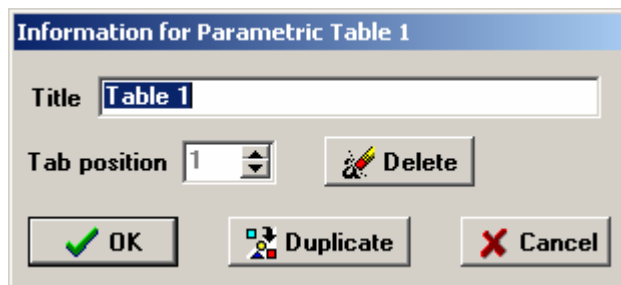 Information for Parametric Table 1
Title Table 1
Tab position 1 Delete
OK Duplicate Cancel